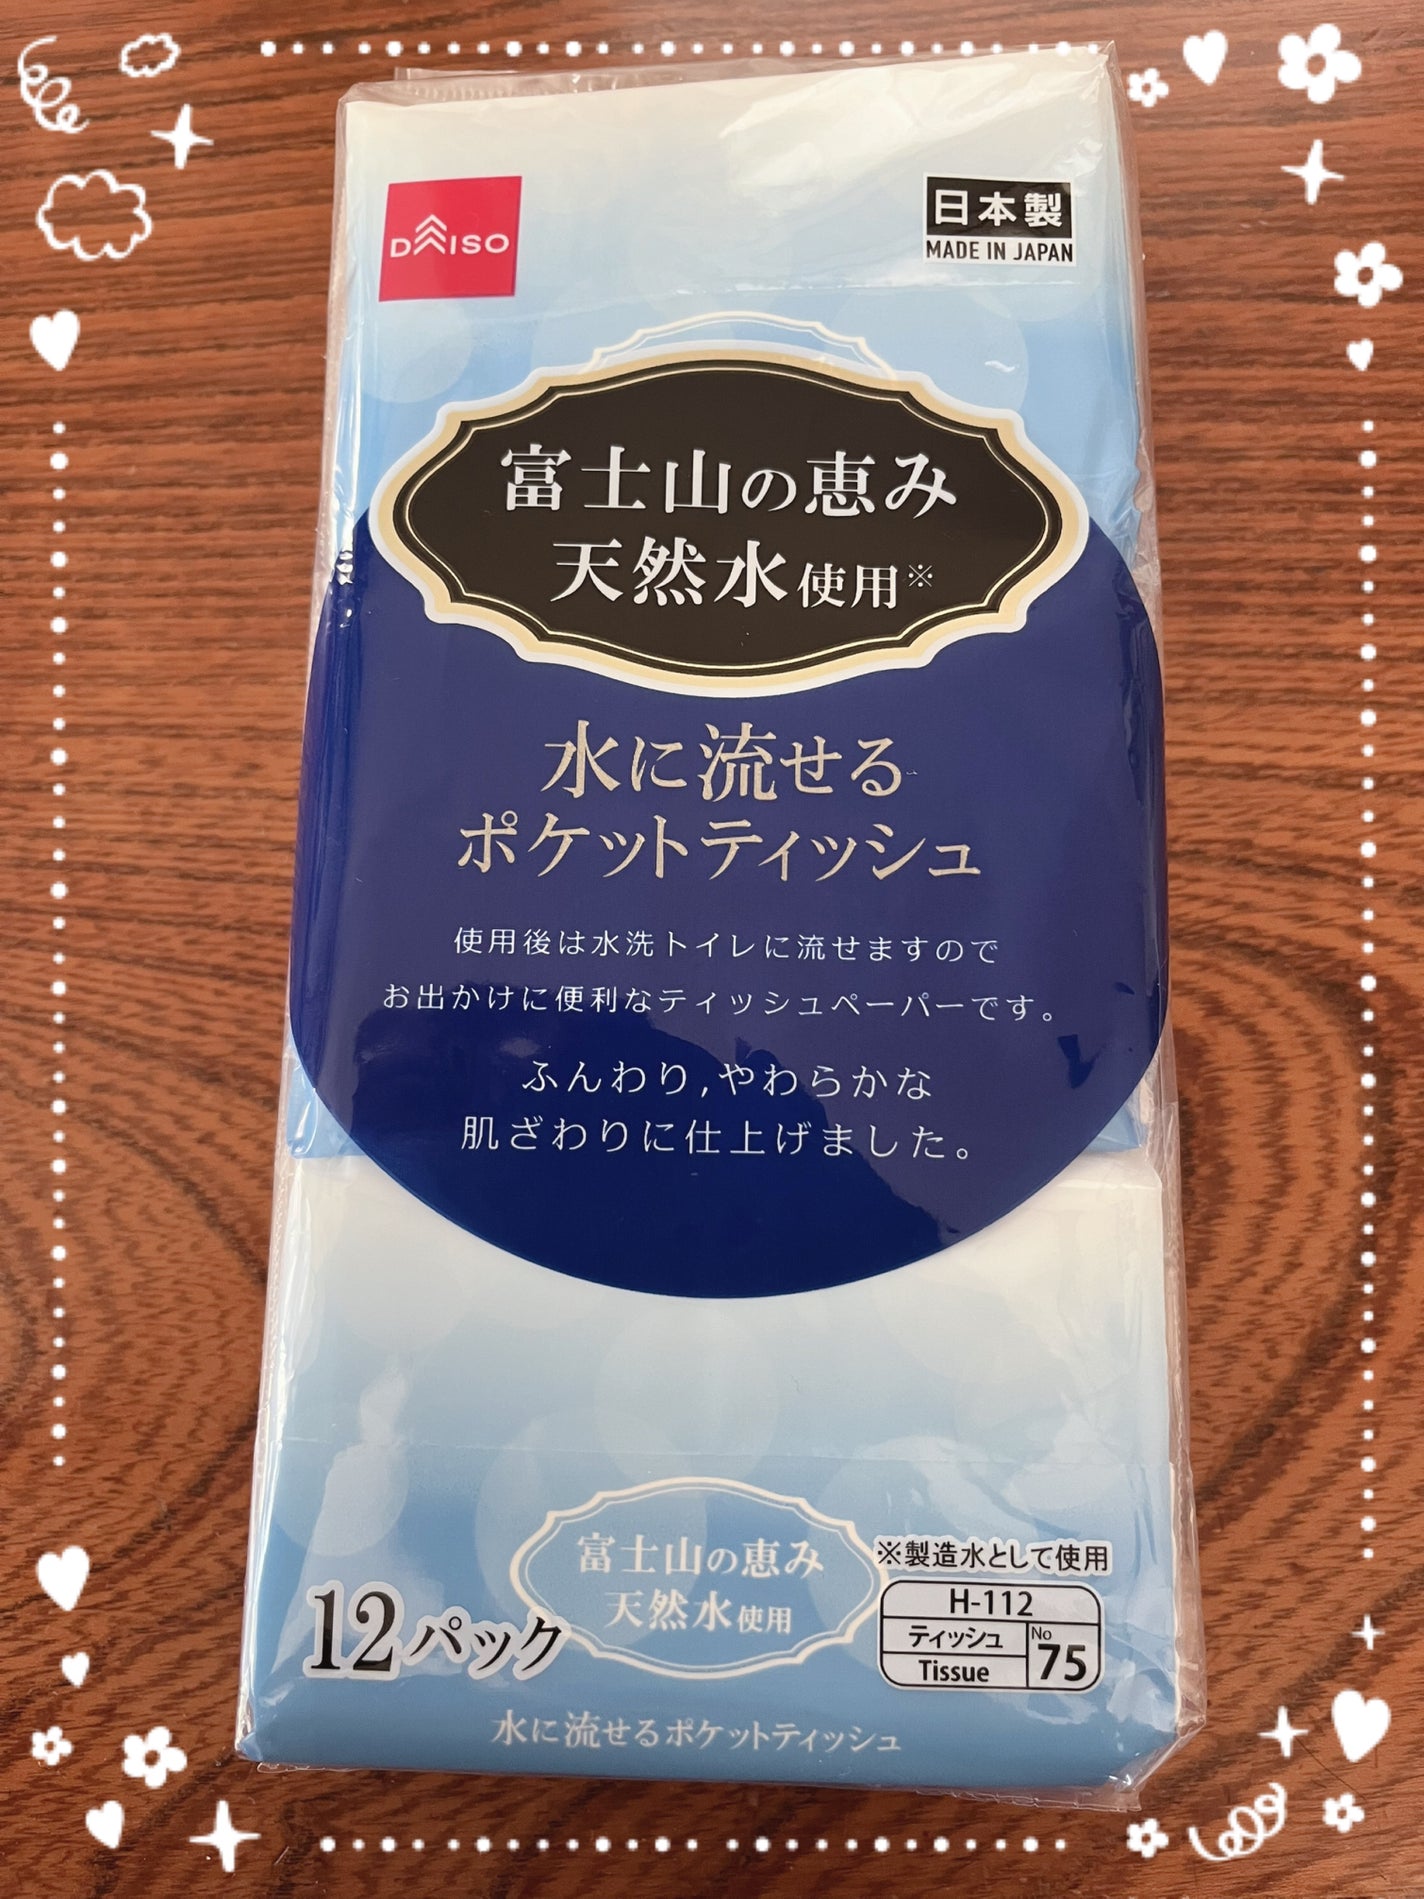 DAISO
日本製
MADE IN JAPAN
富士山の恵み
天然水使用※
水に流せる
ポケットティッシュ
使用後は水洗トイレに流せますので
お出かけに便利なティッシュペーパーです。
ふんわり,やわらかな
肌ざわりに仕上げました。
富士山の恵み
天然水使用
※製造水として使用
H-112
ティッシュ
Tissue
No 75
12パック
水に流せるポケットティッシュ